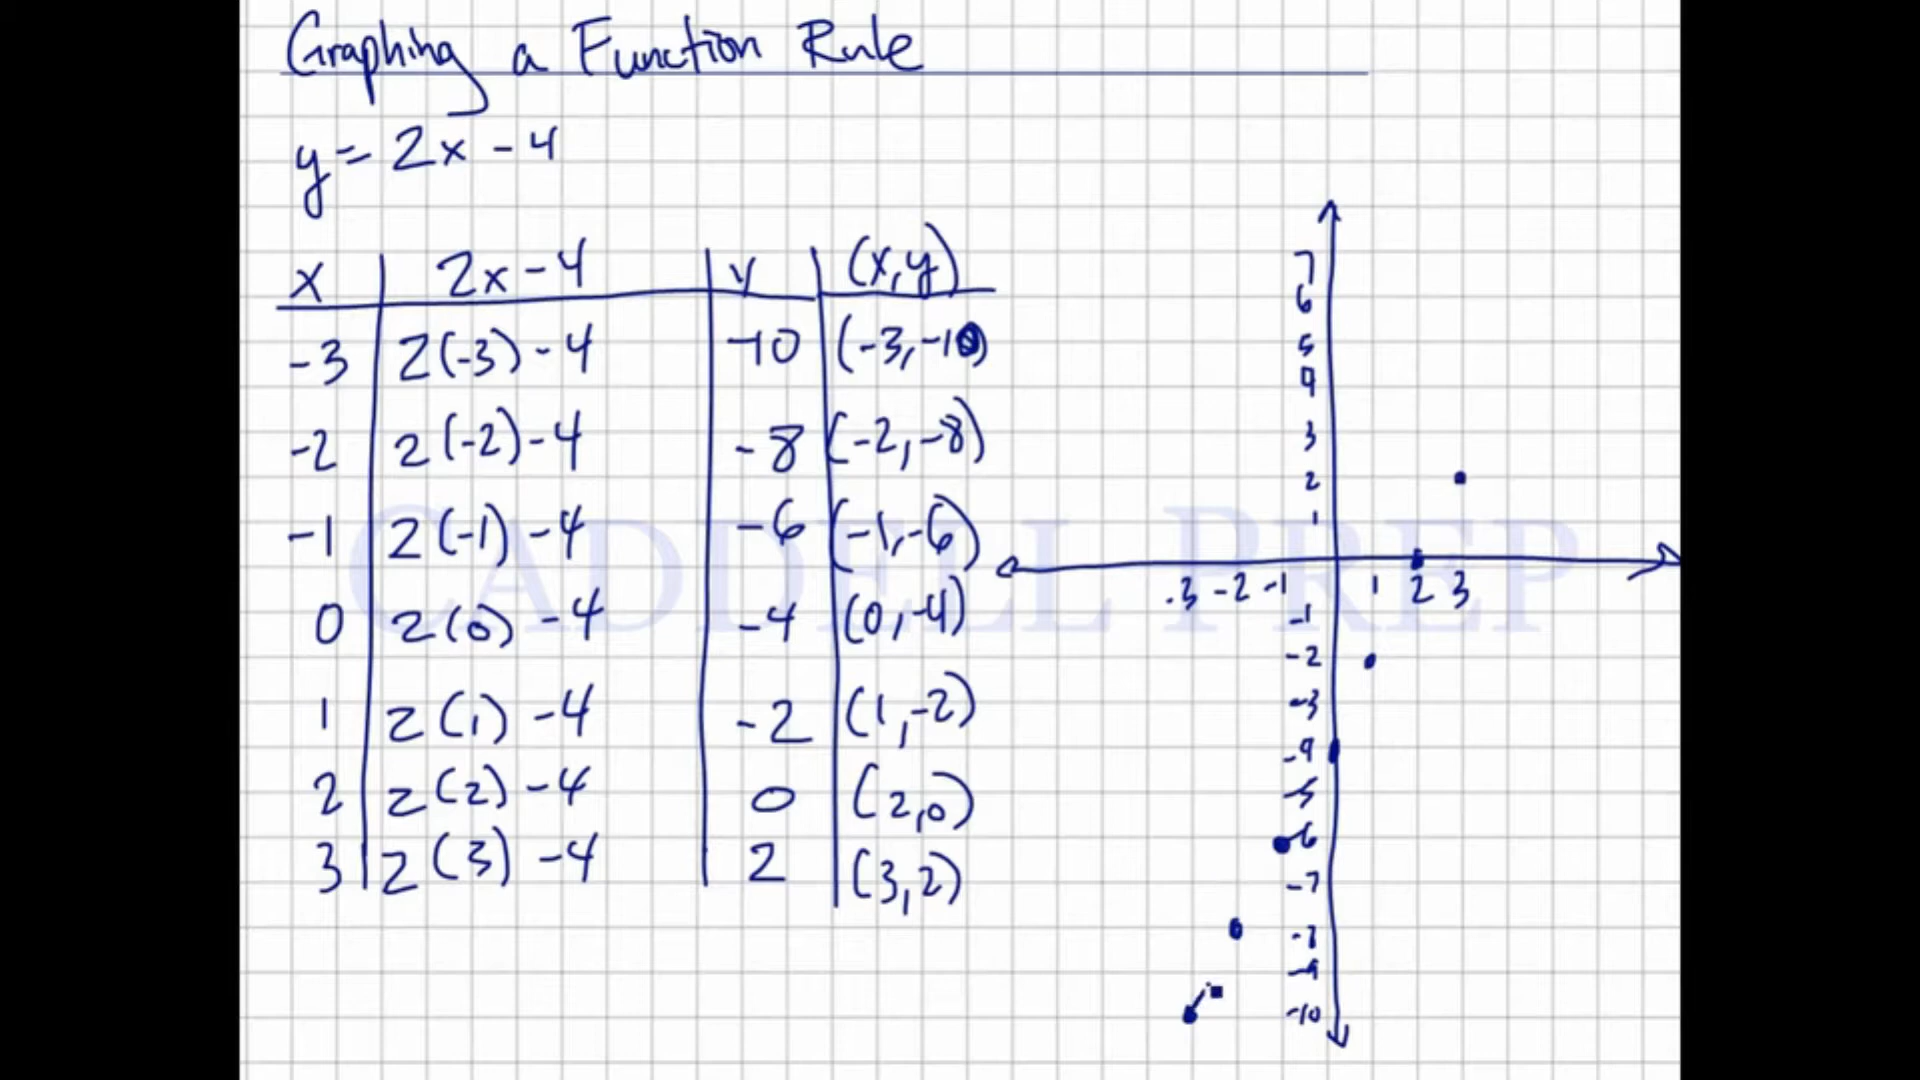 Graphing a Function Rule
y = 2x - 4
x 2x - 4 y (x, y)
-3 2(-3) - 4 -10 (-3, -10)
-2 2(-2) - 4 -8 (-2, -8)
-1 2(-1) - 4 -6 (-1, -6)
0 2(0) - 4 -4 (0, -4)
1 2(1) - 4 -2 (1, -2)
2 2(2) - 4 0 (2, 0)
3 2(3) - 4 2 (3, 2)
CADDELL PREP
7
6
5
4
3
2
1
-3 -2 -1 1 2 3
-1
-2
-3
-4
-5
-6
-7
-9
-10